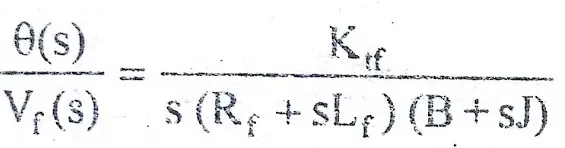 θ(s) / V_f(s) = K_tf / s (R_f + sL_f) (B + sJ)